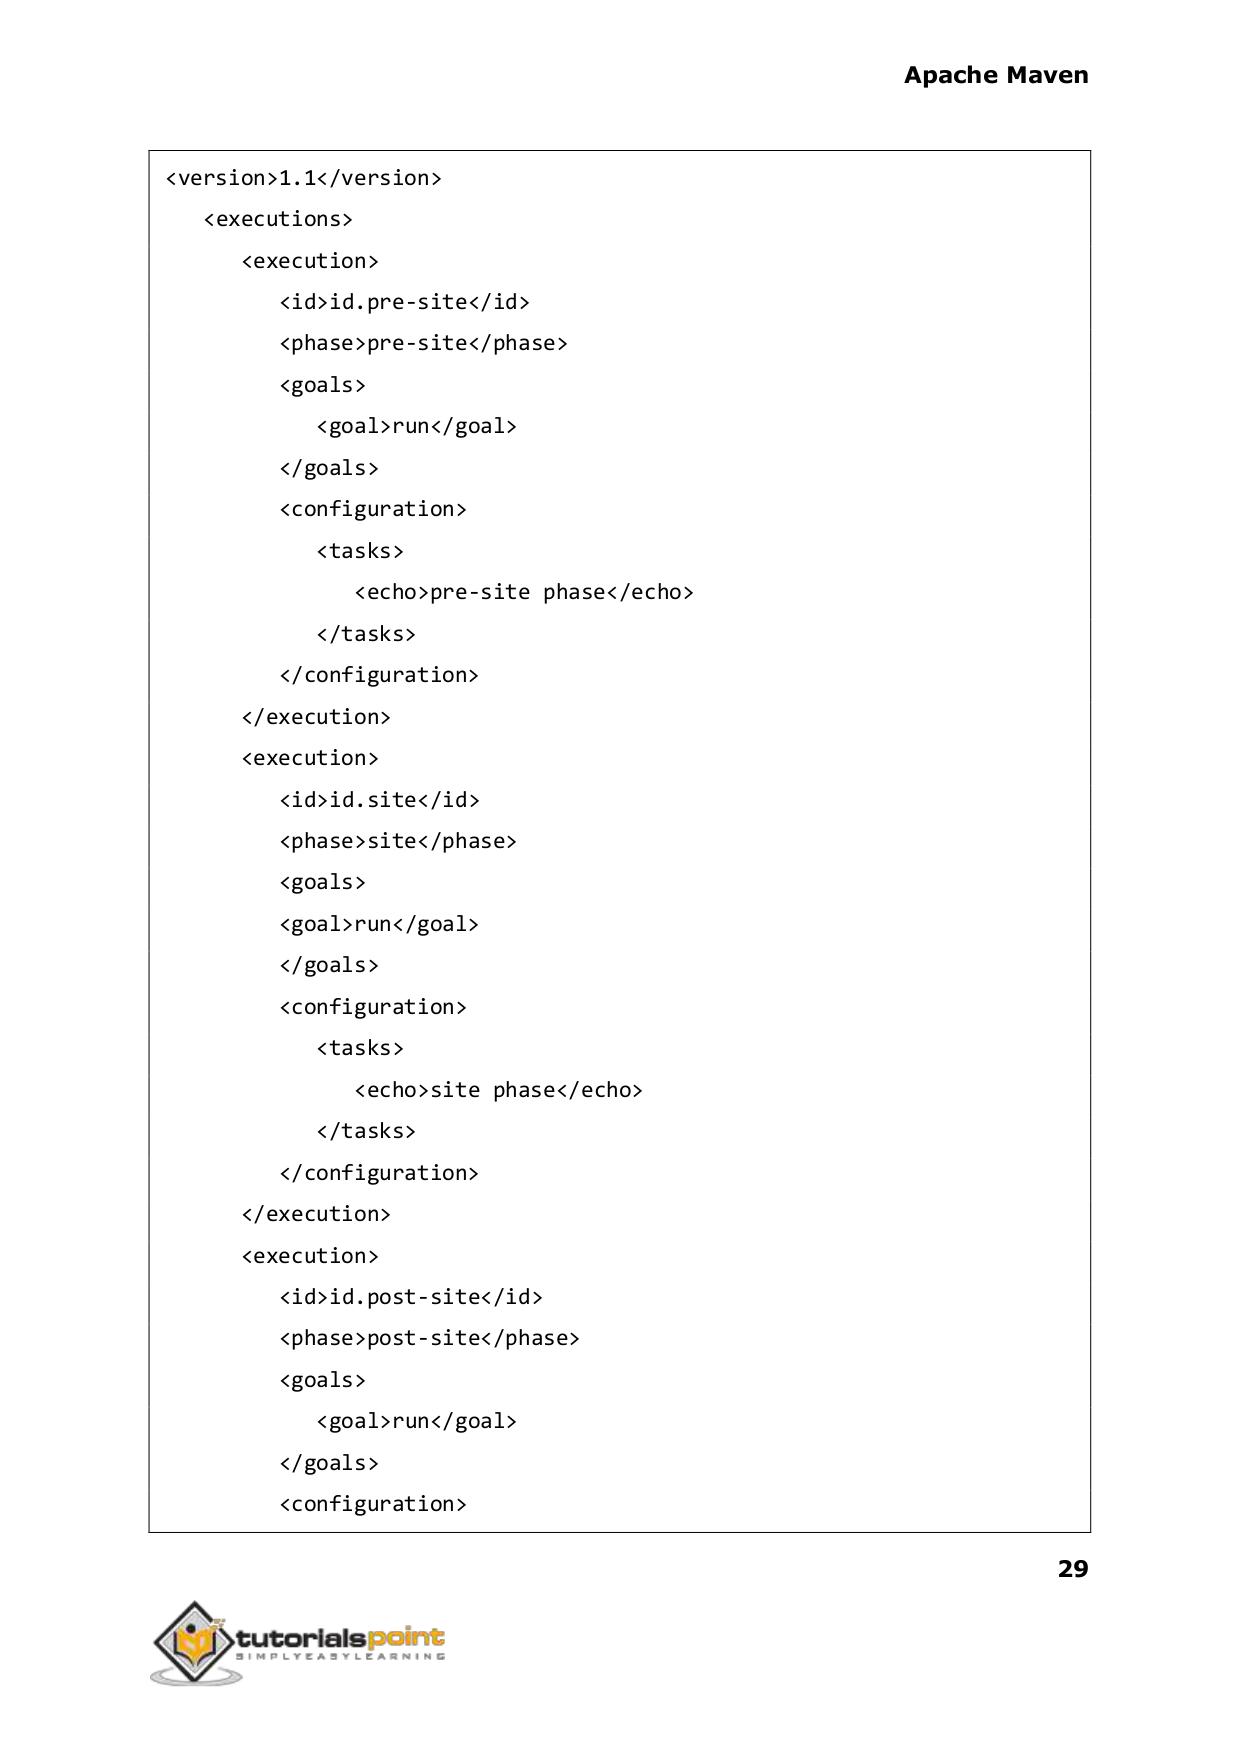 Apache Maven
<version>1.1</version>
   <executions>
      <execution>
         <id>id.pre-site</id>
         <phase>pre-site</phase>
         <goals>
            <goal>run</goal>
         </goals>
         <configuration>
            <tasks>
               <echo>pre-site phase</echo>
            </tasks>
         </configuration>
      </execution>
      <execution>
         <id>id.site</id>
         <phase>site</phase>
         <goals>
         <goal>run</goal>
         </goals>
         <configuration>
            <tasks>
               <echo>site phase</echo>
            </tasks>
         </configuration>
      </execution>
      <execution>
         <id>id.post-site</id>
         <phase>post-site</phase>
         <goals>
            <goal>run</goal>
         </goals>
         <configuration>
29
tutorialspoint
SIMPLYEASYLEARNING